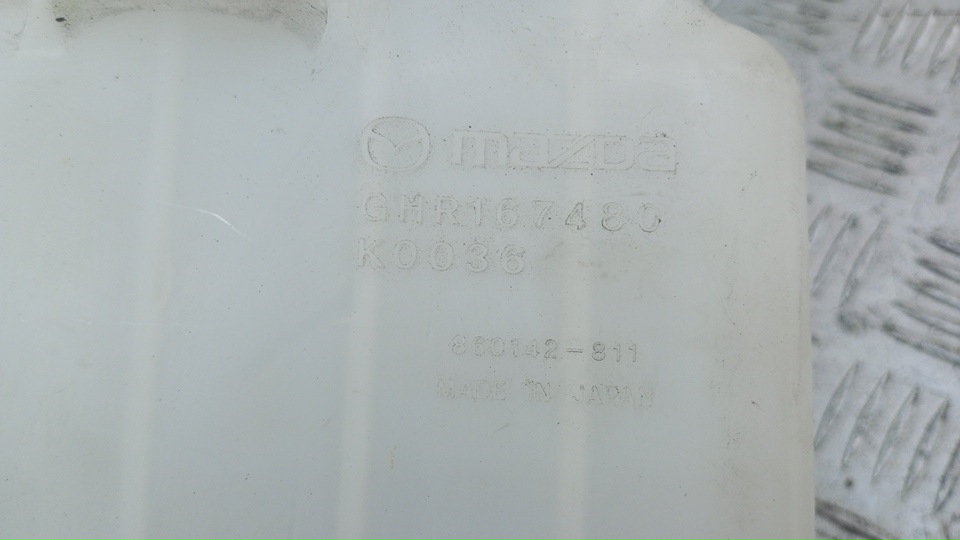 mazda
GHR167480
K0036
860142-811
MADE IN JAPAN